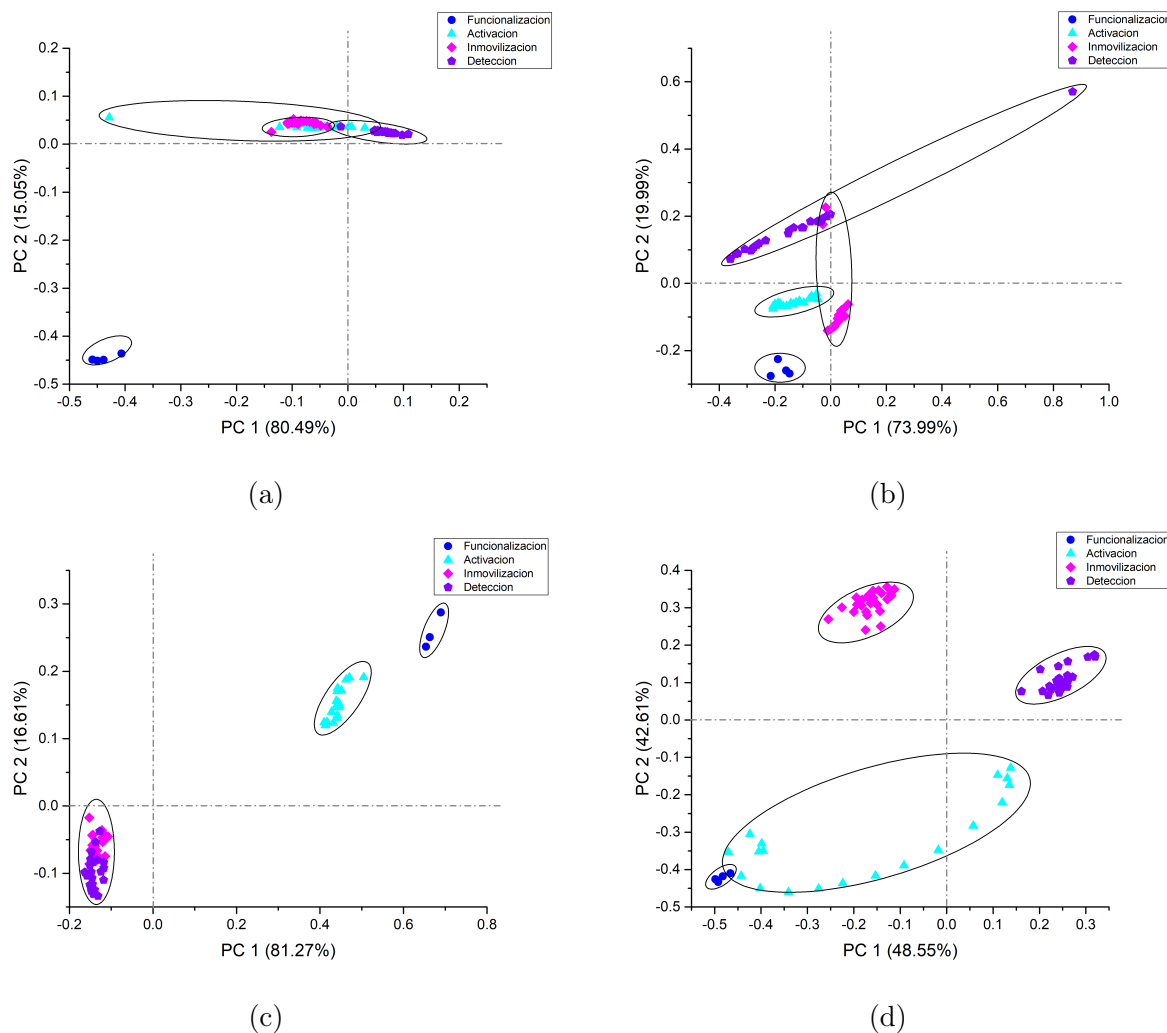 (a)
Funcionalizacion
Activacion
Inmovilizacion
Deteccion
0.2
0.1
0.0
-0.1
-0.2
-0.3
-0.4
-0.5
PC 2 (15.05%)
-0.5 -0.4 -0.3 -0.2 -0.1 0.0 0.1 0.2
PC 1 (80.49%)
(a)
(b)
Funcionalizacion
Activacion
Inmovilizacion
Deteccion
0.6
0.4
0.2
0.0
-0.2
PC 2 (19.99%)
-0.4 -0.2 0.0 0.2 0.4 0.6 0.8 1.0
PC 1 (73.99%)
(b)
(c)
Funcionalizacion
Activacion
Inmovilizacion
Deteccion
0.3
0.2
0.1
0.0
-0.1
PC 2 (16.61%)
-0.2 0.0 0.2 0.4 0.6 0.8
PC 1 (81.27%)
(c)
(d)
Funcionalizacion
Activacion
Inmovilizacion
Deteccion
0.4
0.3
0.2
0.1
0.0
-0.1
-0.2
-0.3
-0.4
-0.5
PC 2 (42.61%)
-0.5 -0.4 -0.3 -0.2 -0.1 0.0 0.1 0.2 0.3
PC 1 (48.55%)
(d)